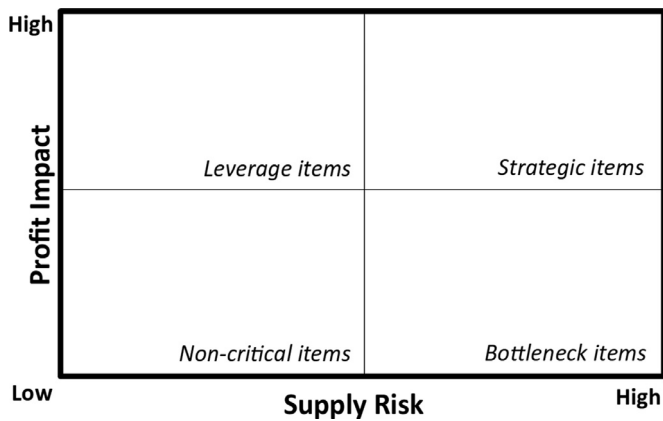 High
Profit Impact
Leverage items
Strategic items
Non-critical items
Bottleneck items
Low
Supply Risk
High